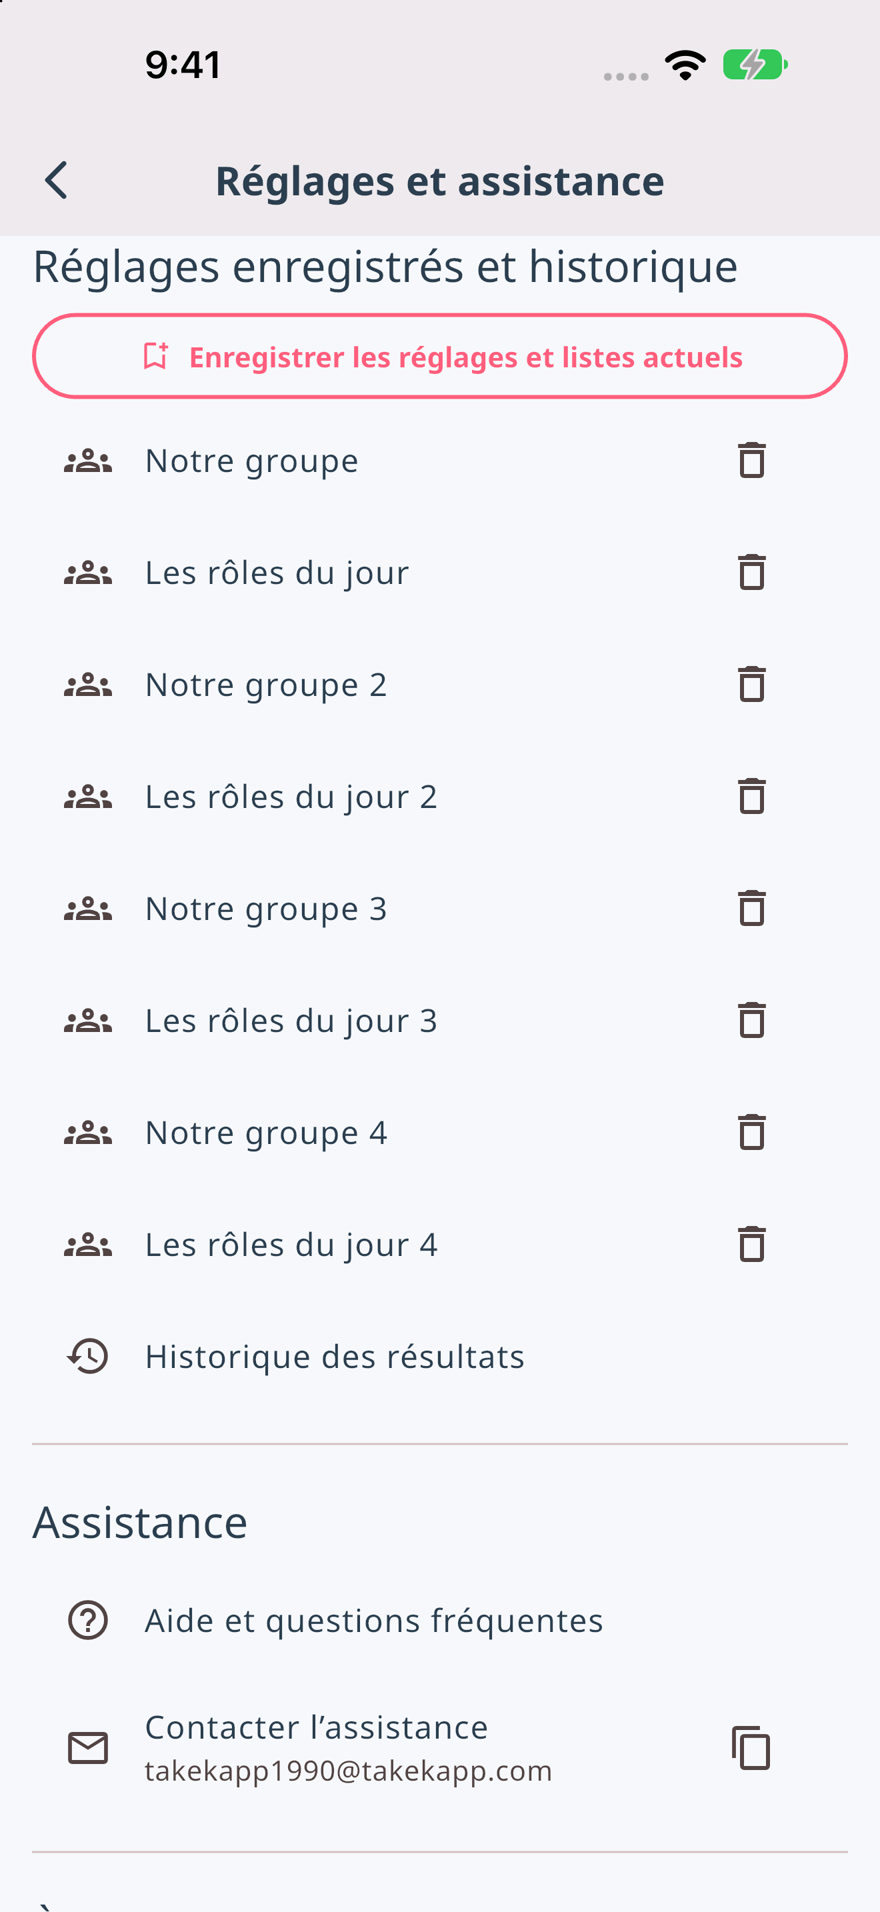 9:41
Réglages et assistance
Réglages enregistrés et historique
Enregistrer les réglages et listes actuels
Notre groupe
Les rôles du jour
Notre groupe 2
Les rôles du jour 2
Notre groupe 3
Les rôles du jour 3
Notre groupe 4
Les rôles du jour 4
Historique des résultats
Assistance
Aide et questions fréquentes
Contacter l’assistance
takekapp1990@takekapp.com